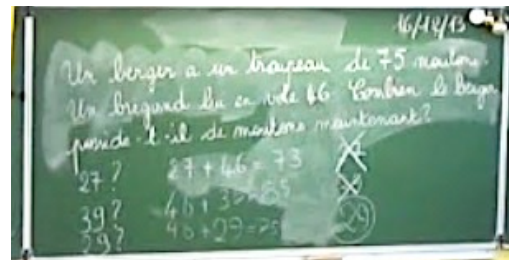 16/12/13
Un berger a un troupeau de 75 moutons.
Un brigand lui en vole 46 Combien le berger
possède-t-il de moutons maintenant?
27? 27+46=73
39? 46+39=85
29? 46+29=75 29